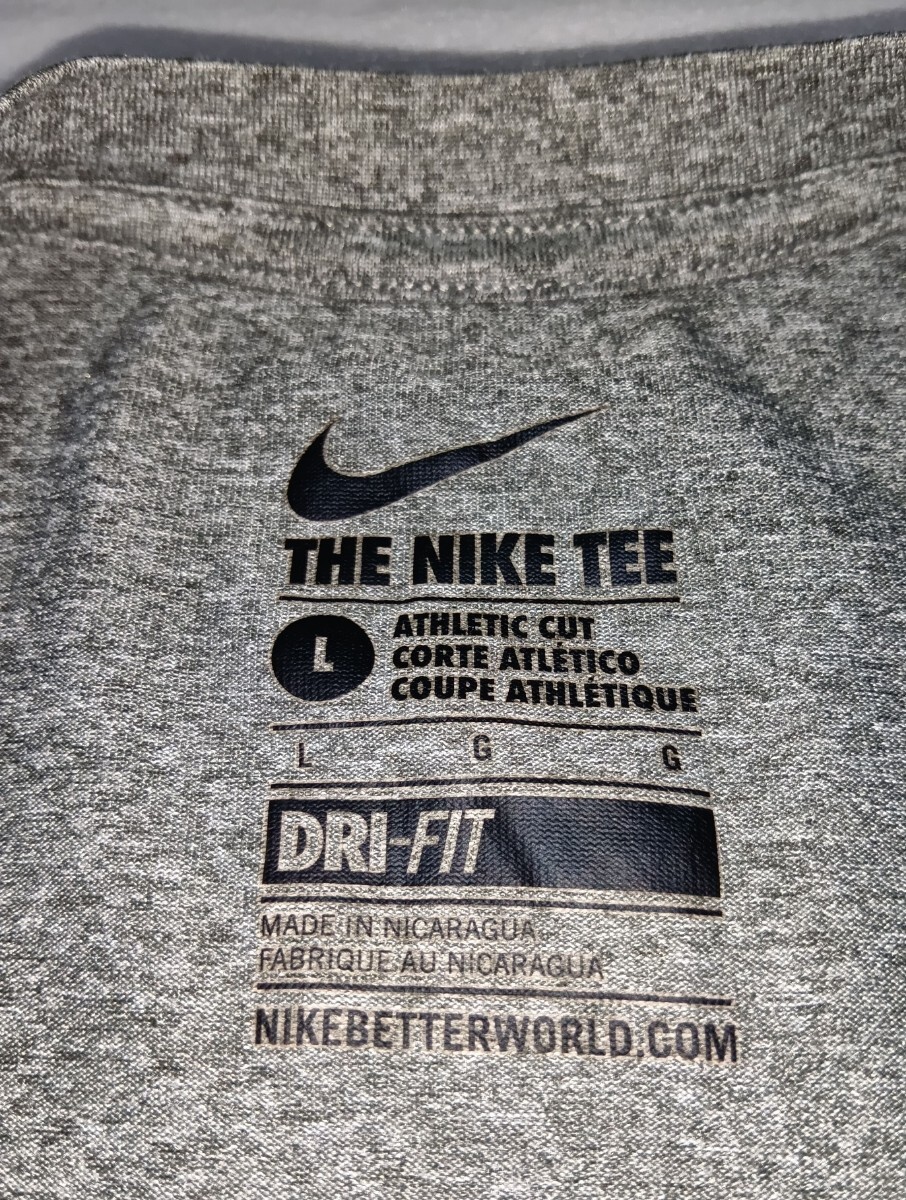 THE NIKE TEE
L
ATHLETIC CUT
CORTE ATLÉTICO
COUPE ATHLÉTIQUE
L G G
DRI-FIT
MADE IN NICARAGUA
FABRIQUE AU NICARAGUA
NIKEBETTERWORLD.COM